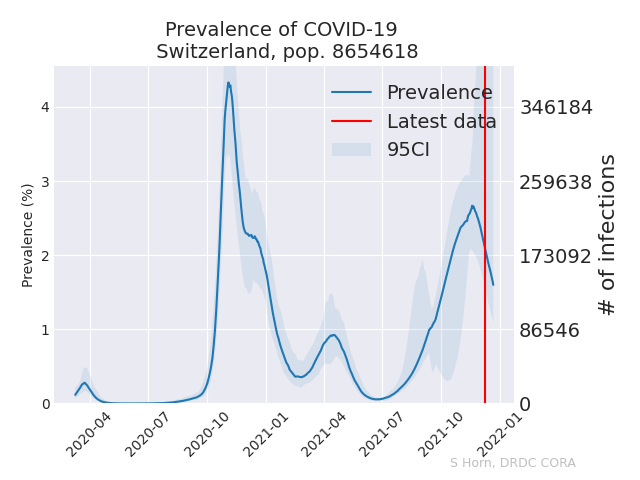 Prevalence of COVID-19
Switzerland, pop. 8654618
Prevalence
Latest data
95CI
Prevalence (%)
4
3
2
1
0
346184
259638
173092
86546
0
# of infections
2020-04
2020-07
2020-10
2021-01
2021-04
2021-07
2021-10
2022-01
S Horn, DRDC CORA